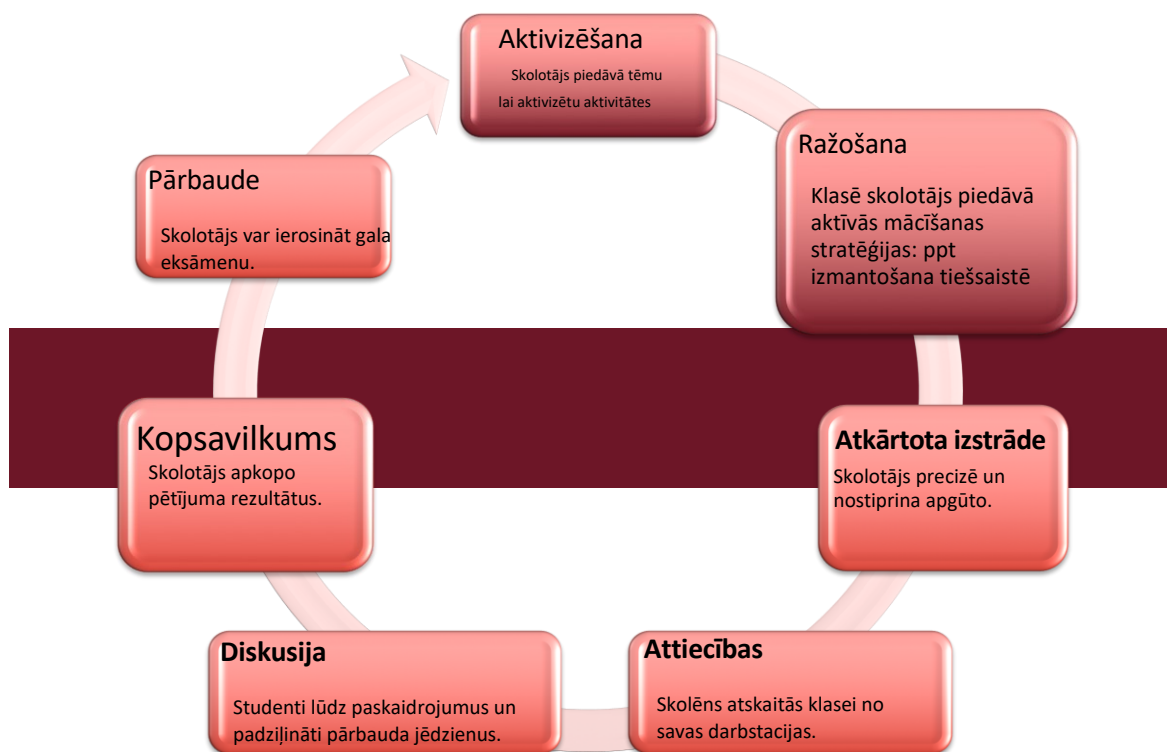 Aktivizēšana
Skolotājs piedāvā tēmu
lai aktivizētu aktivitātes
Ražošana
Klasē skolotājs piedāvā
aktīvās mācīšanas
stratēģijas: ppt
izmantošana tiešsaistē
Atkārtota izstrāde
Skolotājs precizē un
nostiprina apgūto.
Attiecības
Skolēns atskaitās klasei no
savas darbstacijas.
Diskusija
Studenti lūdz paskaidrojumus un
padziļināti pārbauda jēdzienus.
Kopsavilkums
Skolotājs apkopo
pētījuma rezultātus.
Pārbaude
Skolotājs var ierosināt gala
eksāmenu.